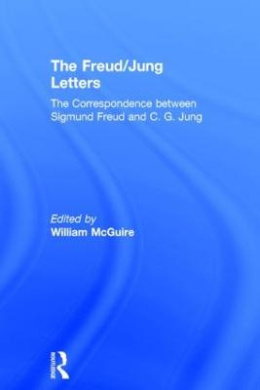 The Freud/Jung
Letters
The Correspondence between
Sigmund Freud and C. G. Jung
Edited by
William McGuire
ROUTLEDGE